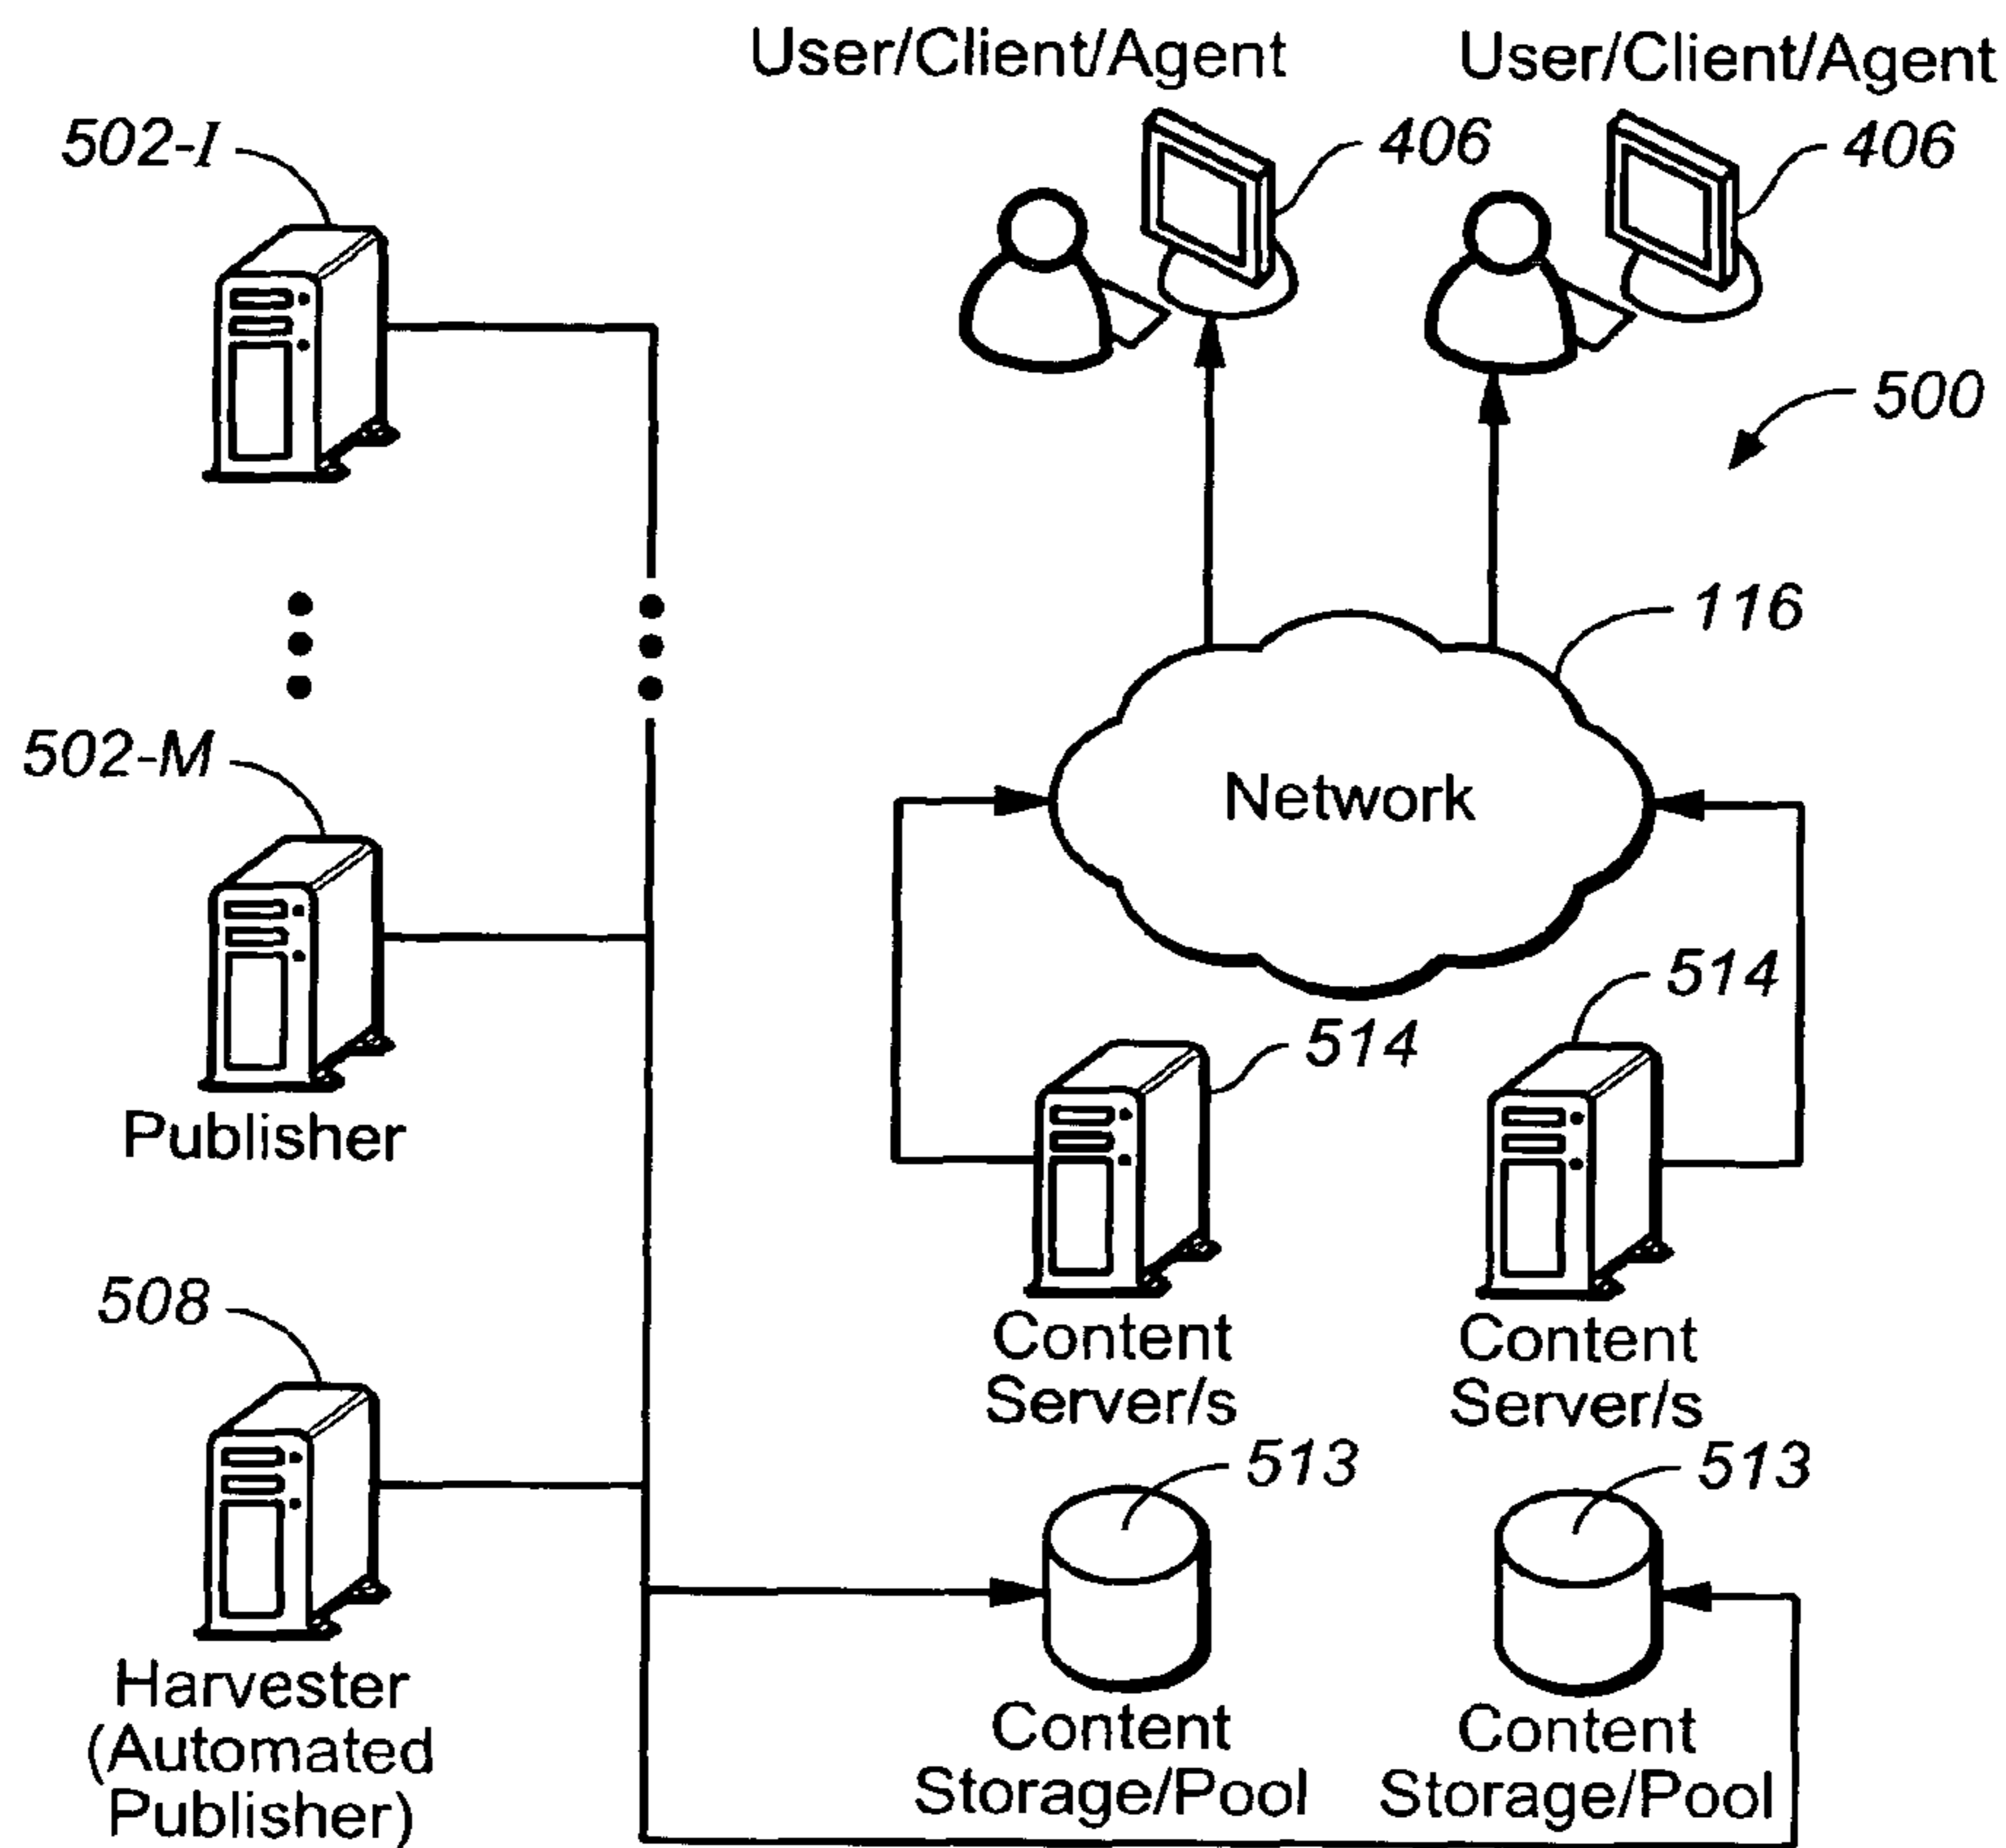 User/Client/Agent
User/Client/Agent
502-I
406
406
500
116
502-M
Network
514
514
Publisher
508
Content
Server/s
Content
Server/s
513
513
Harvester
(Automated
Publisher)
Content
Storage/Pool
Content
Storage/Pool